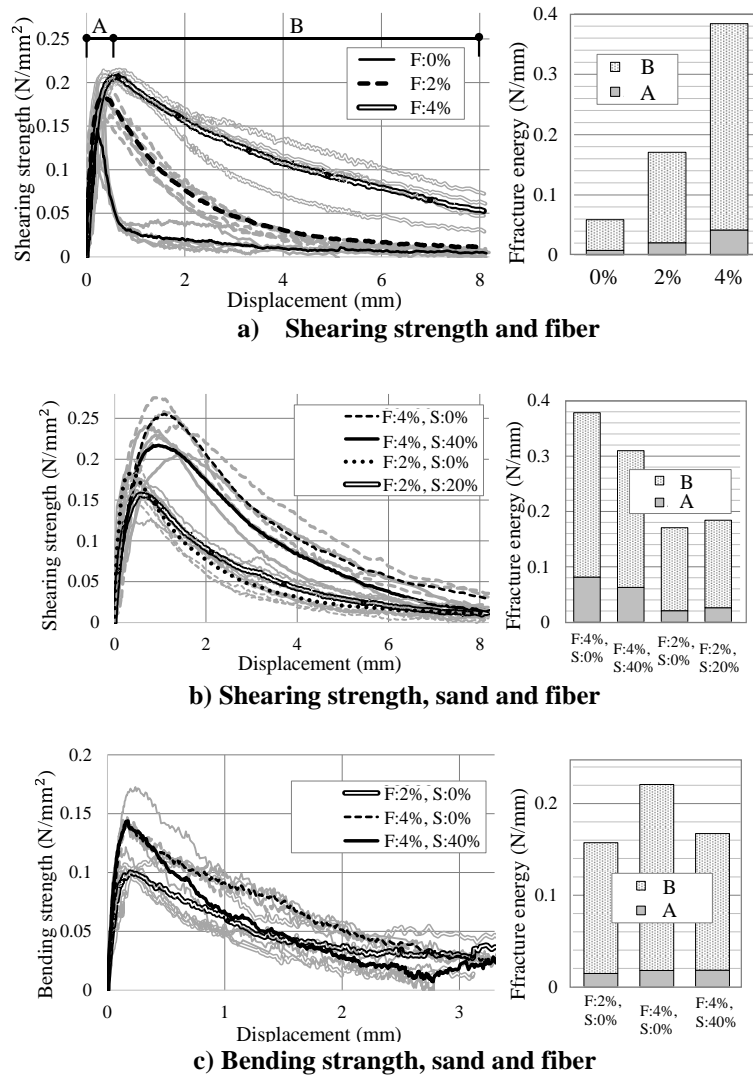 A
B
Shearing strength (N/mm²)
0.25
0.2
0.15
0.1
0.05
0
F:0%
F:2%
F:4%
0
2
4
6
8
Displacement (mm)
Ffracture energy (N/mm)
0.4
0.3
0.2
0.1
0
B
A
0%
2%
4%
a) Shearing strength and fiber
Shearing strength (N/mm²)
0.25
0.2
0.15
0.1
0.05
0
F:4%, S:0%
F:4%, S:40%
F:2%, S:0%
F:2%, S:20%
0
2
4
6
8
Displacement (mm)
Ffracture energy (N/mm)
0.4
0.3
0.2
0.1
0
B
A
F:4%,
S:0%
F:4%,
S:40%
F:2%,
S:0%
F:2%,
S:20%
b) Shearing strength, sand and fiber
Bending strength (N/mm²)
0.2
0.15
0.1
0.05
0
F:2%, S:0%
F:4%, S:0%
F:4%, S:40%
0
1
2
3
Displacement (mm)
Ffracture energy (N/mm)
0.2
0.1
0
B
A
F:2%,
S:0%
F:4%,
S:0%
F:4%,
S:40%
c) Bending strangth, sand and fiber